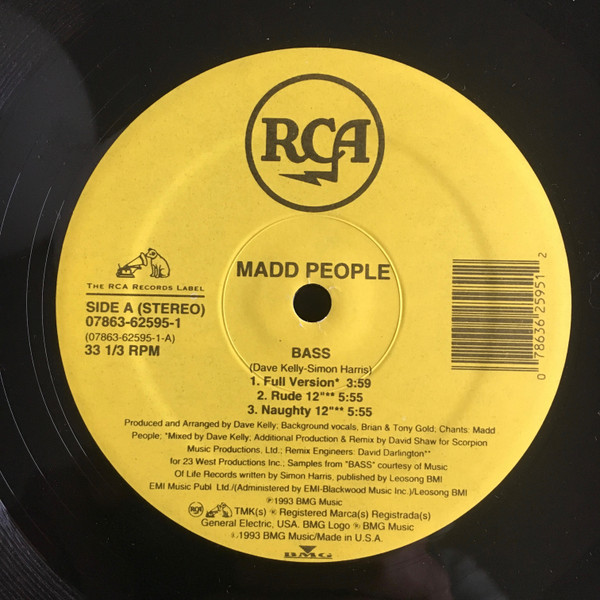 RCA
MADD PEOPLE
THE RCA RECORDS LABEL
SIDE A (STEREO)
07863-62595-1
(07863-62595-1-A)
33 1/3 RPM
0 78636 25951 2
BASS
(Dave Kelly-Simon Harris)
1. Full Version* 3:59
2. Rude 12"** 5:55
3. Naughty 12"** 5:55
Produced and Arranged by Dave Kelly; Background vocals, Brian & Tony Gold; Chants: Madd
People; *Mixed by Dave Kelly; Additional Production & Remix by David Shaw for Scorpion
Music Productions, Ltd.; Remix Engineers: David Darlington**
for 23 West Productions Inc.; Samples from "BASS" courtesy of Music
Of Life Records written by Simon Harris, published by Leosong BMI
EMI Music Publ Ltd./(Administered by EMI-Blackwood Music Inc.)/Leosong BMI
℗1993 BMG Music
RCA TMK(s) ® Registered Marca(s) Registrada(s)
General Electric, USA. BMG Logo ® BMG Music
©1993 BMG Music/Made in U.S.A.
BMG